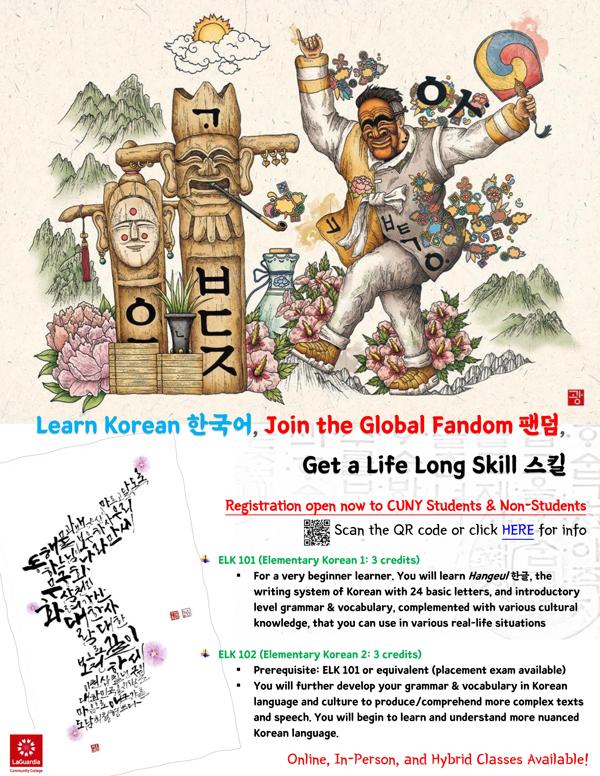 ㄱ
ㅎ
ㅅ
ㅇ
ㅂ
ㄷ
ㅈ
광
Learn Korean 한국어, Join the Global Fandom 팬덤,
Get a Life Long Skill 스킬
Registration open now to CUNY Students & Non-Students
Scan the QR code or click HERE for info
ELK 101 (Elementary Korean 1: 3 credits)
For a very beginner learner. You will learn Hangeul 한글, the
writing system of Korean with 24 basic letters, and introductory
level grammar & vocabulary, complemented with various cultural
knowledge, that you can use in various real-life situations
ELK 102 (Elementary Korean 2: 3 credits)
Prerequisite: ELK 101 or equivalent (placement exam available)
You will further develop your grammar & vocabulary in Korean
language and culture to produce/comprehend more complex texts
and speech. You will begin to learn and understand more nuanced
Korean language.
LaGuardia
Community College
Online, In-Person, and Hybrid Classes Available!